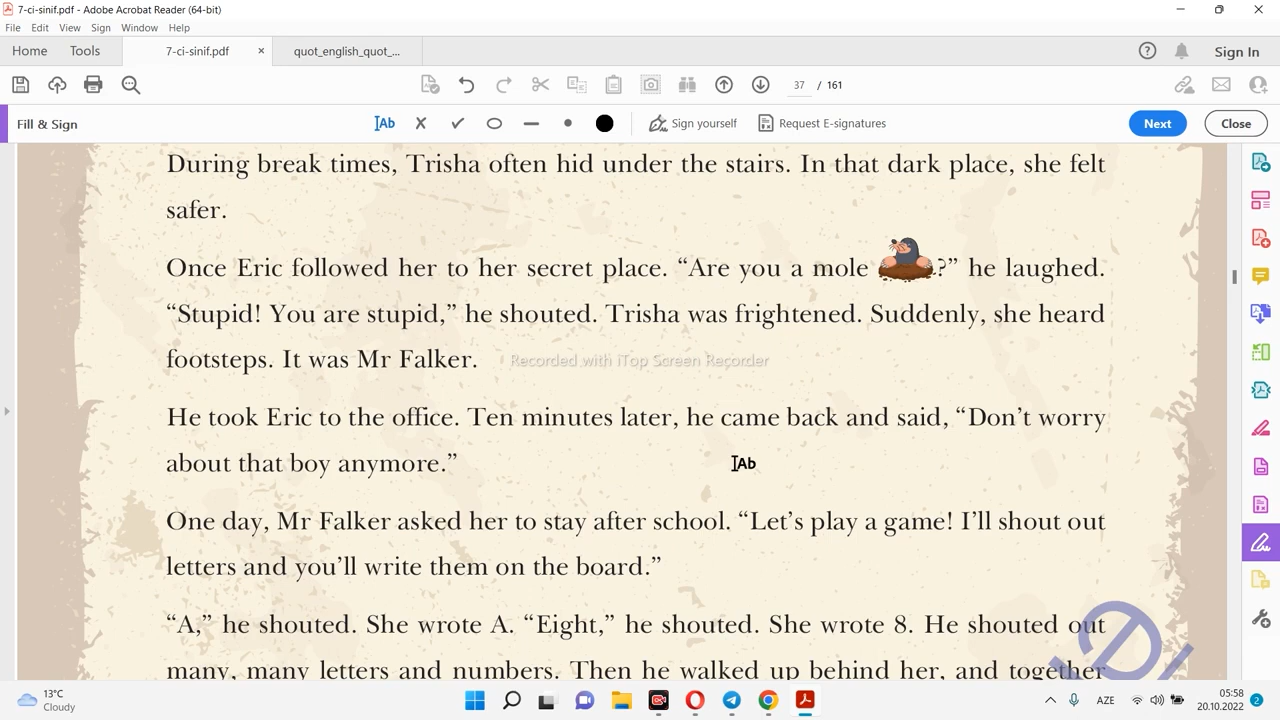 7-ci-sinif.pdf - Adobe Acrobat Reader (64-bit)
File Edit View Sign Window Help
Home Tools 7-ci-sinif.pdf × quot_english_quot_... Sign In
37 / 161
Fill & Sign Ab Sign yourself Request E-signatures Next Close
During break times, Trisha often hid under the stairs. In that dark place, she felt
safer.
Once Eric followed her to her secret place. “Are you a mole ?” he laughed.
“Stupid! You are stupid,” he shouted. Trisha was frightened. Suddenly, she heard
footsteps. It was Mr Falker.
Recorded with iTop Screen Recorder
He took Eric to the office. Ten minutes later, he came back and said, “Don’t worry
about that boy anymore.”
Ab
One day, Mr Falker asked her to stay after school. “Let’s play a game! I’ll shout out
letters and you’ll write them on the board.”
“A,” he shouted. She wrote A. “Eight,” he shouted. She wrote 8. He shouted out
many, many letters and numbers. Then he walked up behind her, and together
13°C
Cloudy
AZE
05:58
20.10.2022
2